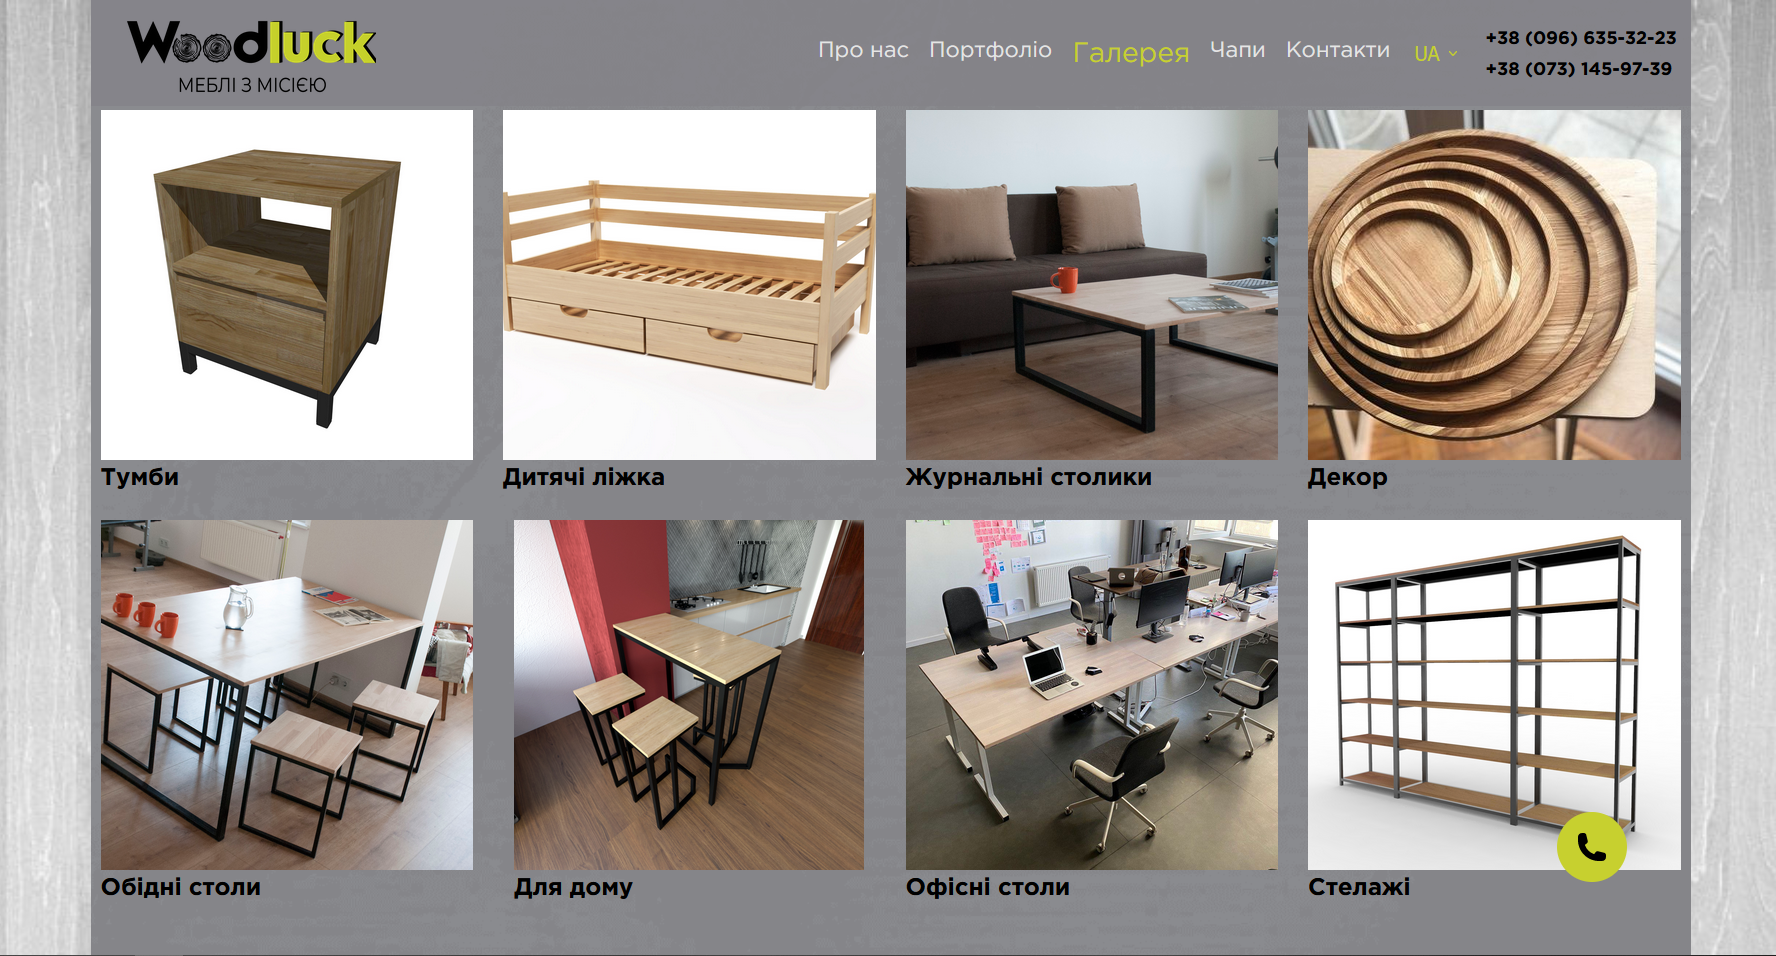 Woodluck
МЕБЛІ З МІСІЄЮ
Про нас Портфоліо Галерея Чапи Контакти UA
+38 (096) 635-32-23
+38 (073) 145-97-39
Тумби
Дитячі ліжка
Журнальні столики
Декор
Обідні столи
Для дому
Офісні столи
Стелажі